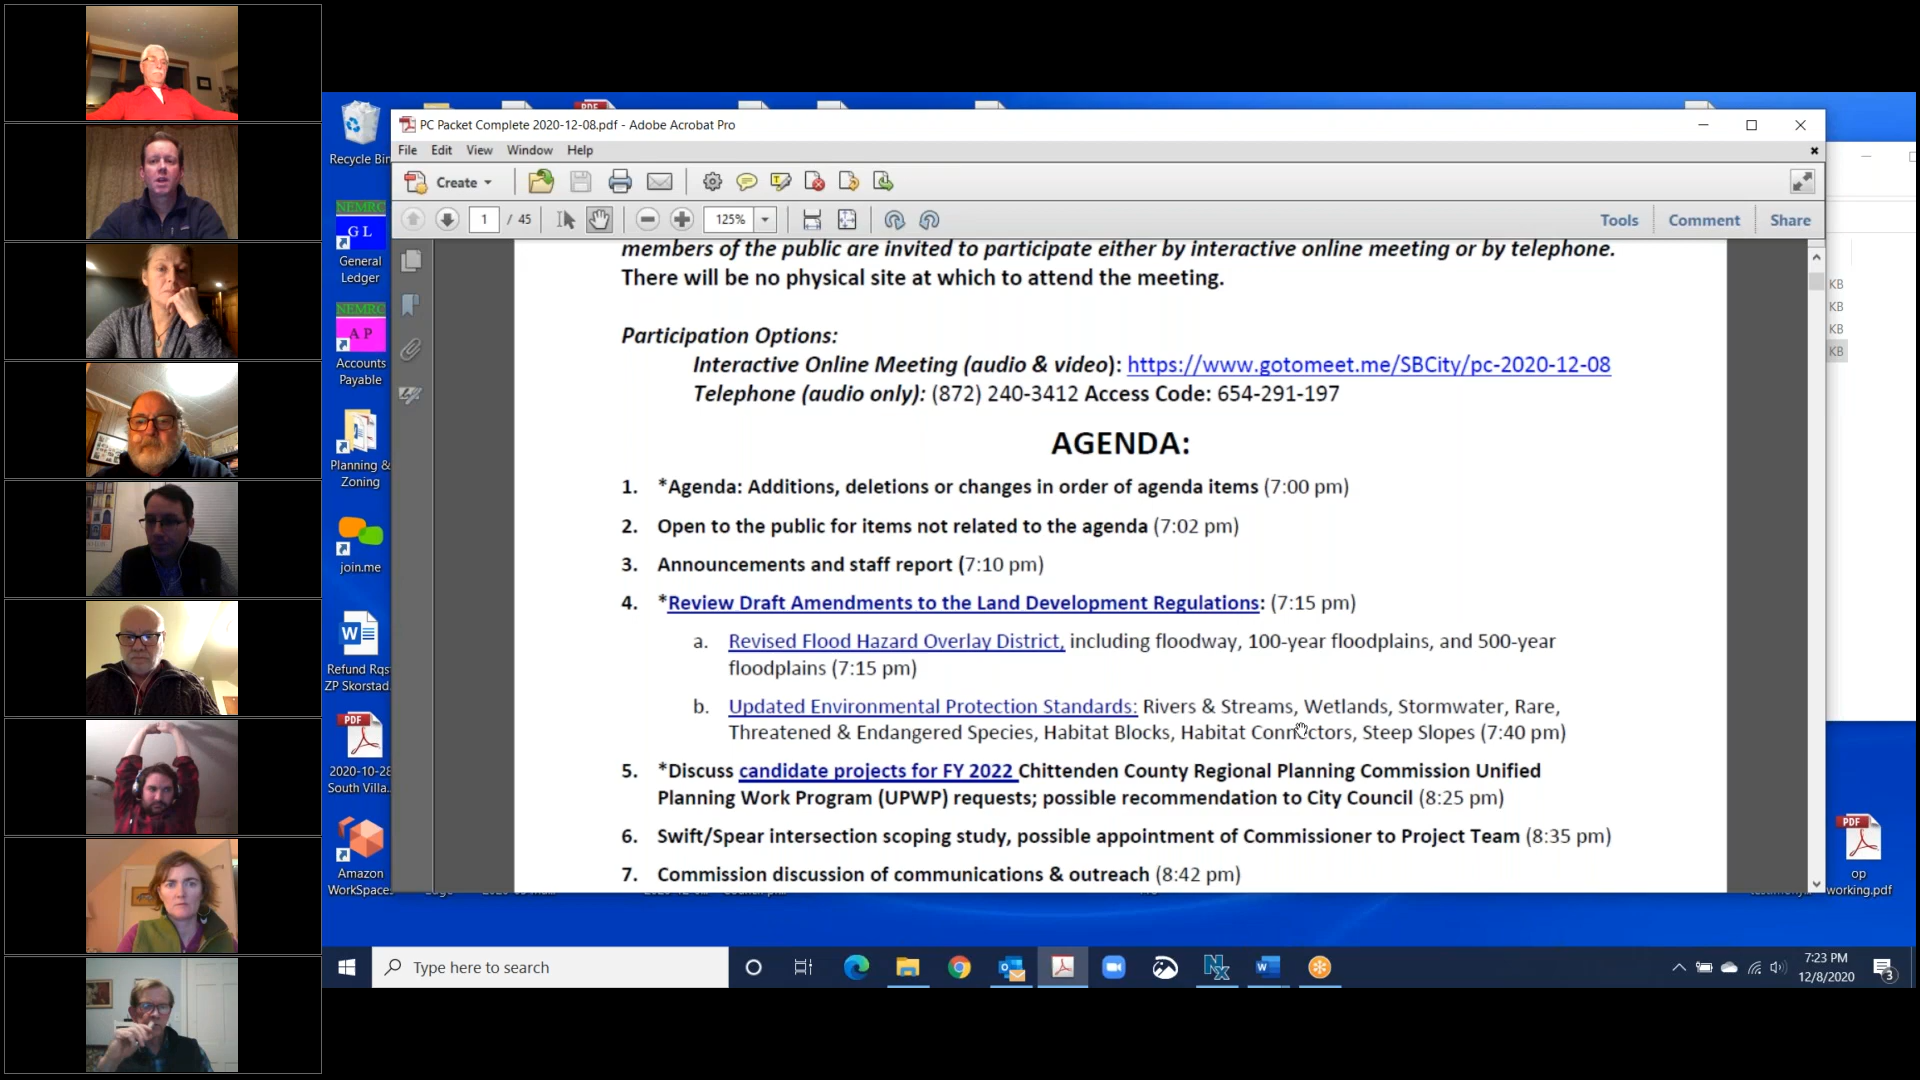 PC Packet Complete 2020-12-08.pdf - Adobe Acrobat Pro
File Edit View Window Help
Create
1 / 45 125% Tools Comment Share
members of the public are invited to participate either by interactive online meeting or by telephone.
There will be no physical site at which to attend the meeting.
Participation Options:
Interactive Online Meeting (audio & video): https://www.gotomeet.me/SBCity/pc-2020-12-08
Telephone (audio only): (872) 240-3412 Access Code: 654-291-197
AGENDA:
1. *Agenda: Additions, deletions or changes in order of agenda items (7:00 pm)
2. Open to the public for items not related to the agenda (7:02 pm)
3. Announcements and staff report (7:10 pm)
4. *Review Draft Amendments to the Land Development Regulations: (7:15 pm)
a. Revised Flood Hazard Overlay District, including floodway, 100-year floodplains, and 500-year
floodplains (7:15 pm)
b. Updated Environmental Protection Standards: Rivers & Streams, Wetlands, Stormwater, Rare,
Threatened & Endangered Species, Habitat Blocks, Habitat Connectors, Steep Slopes (7:40 pm)
5. *Discuss candidate projects for FY 2022 Chittenden County Regional Planning Commission Unified
Planning Work Program (UPWP) requests; possible recommendation to City Council (8:25 pm)
6. Swift/Spear intersection scoping study, possible appointment of Commissioner to Project Team (8:35 pm)
7. Commission discussion of communications & outreach (8:42 pm)
Recycle Bin
NEMRC
G L
General
Ledger
NEMRC
A P
Accounts
Payable
Planning &
Zoning
join.me
Refund Rqs
ZP Skorstad.
PDF
2020-10-28
South Villa..
Amazon
WorkSpace
KB
KB
KB
KB
PDF
op
working.pdf
Type here to search
7:23 PM
12/8/2020
3